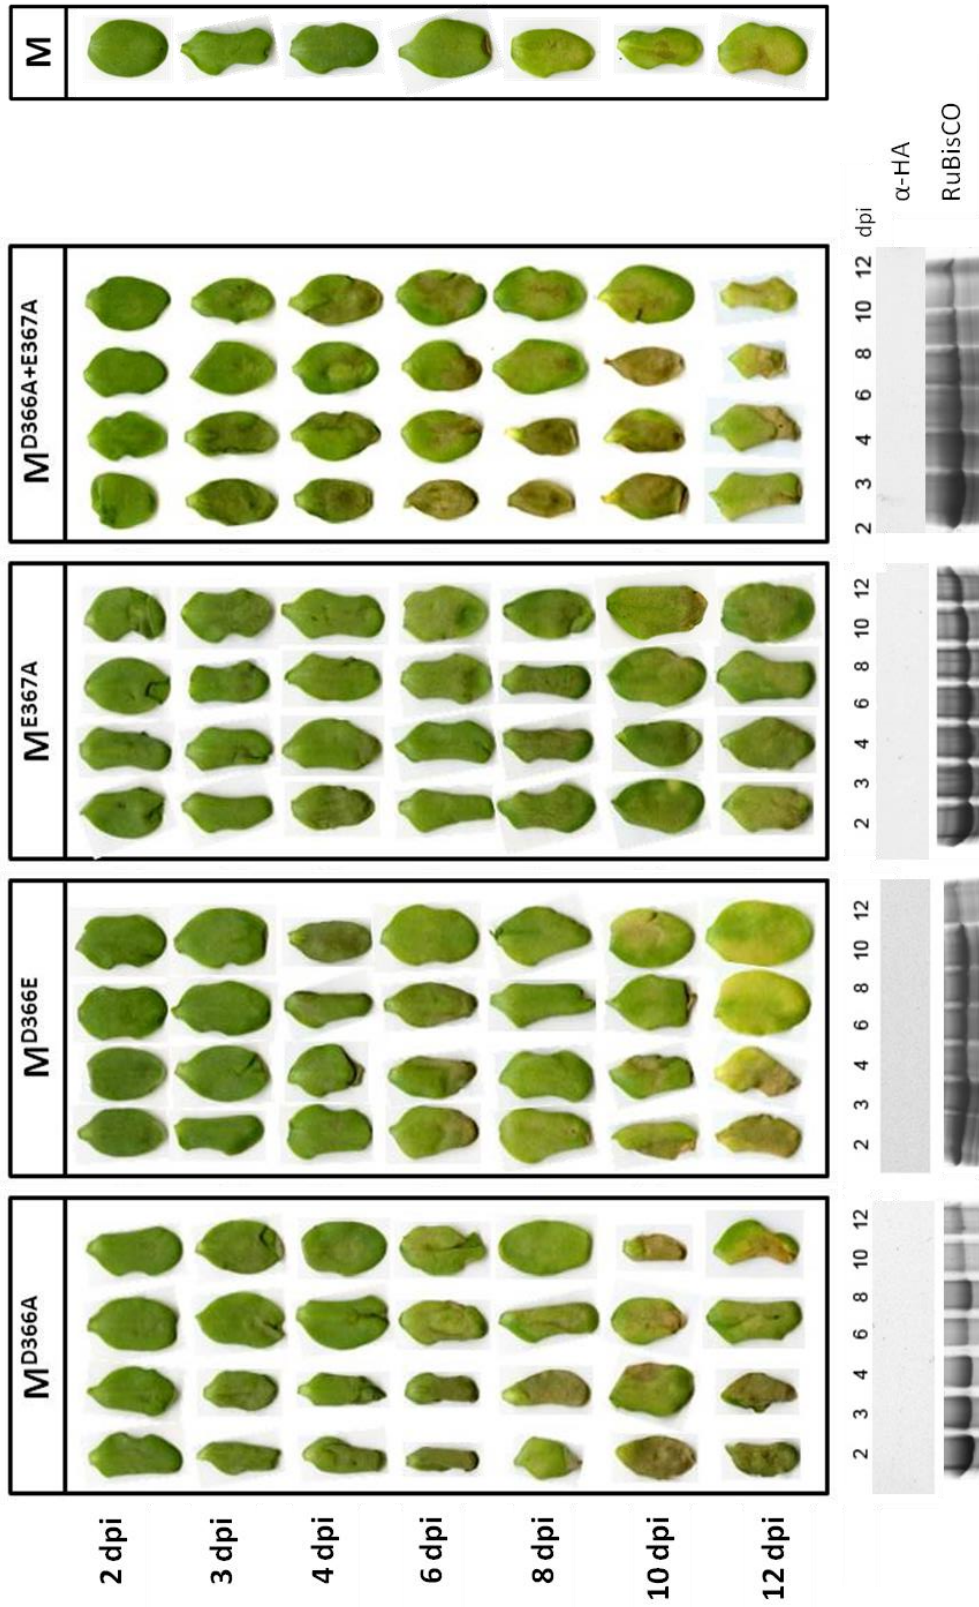 M^D366A M^D366E M^E367A M^D366A+E367A M
2 dpi
3 dpi
4 dpi
6 dpi
8 dpi
10 dpi
12 dpi
2 3 4 6 8 10 12 2 3 4 6 8 10 12 2 3 4 6 8 10 12 2 3 4 6 8 10 12 dpi
α-HA
RuBisCO